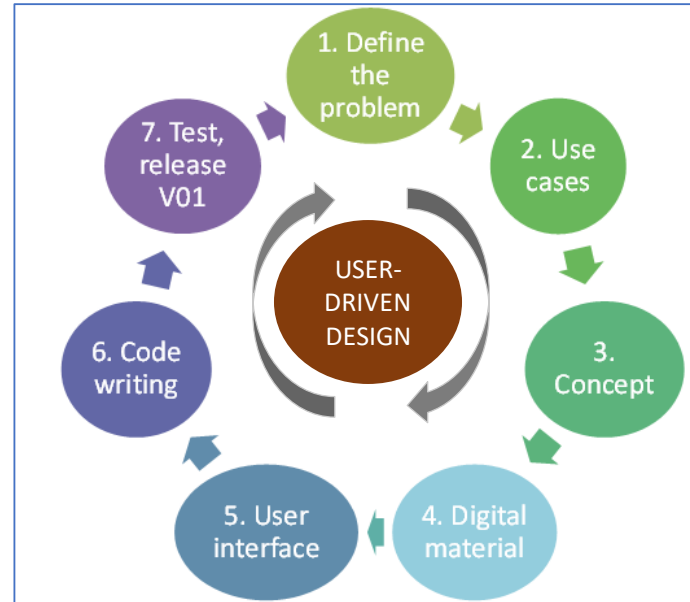 1. Define
the
problem
2. Use
cases
3.
Concept
4. Digital
material
5. User
interface
6. Code
writing
7. Test,
release
V01
USER-
DRIVEN
DESIGN